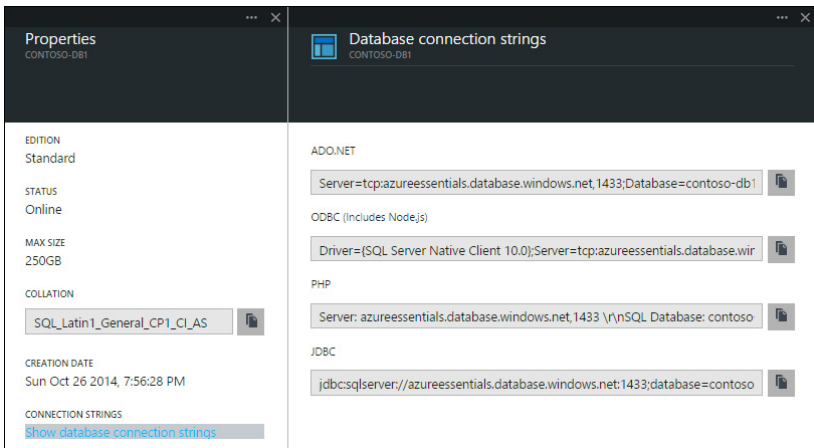 Properties
CONTOSO-DB1
EDITION
Standard
STATUS
Online
MAX SIZE
250GB
COLLATION
SQL_Latin1_General_CP1_CI_AS
CREATION DATE
Sun Oct 26 2014, 7:56:28 PM
CONNECTION STRINGS
Show database connection strings
Database connection strings
CONTOSO-DB1
ADO.NET
Server=tcp:azureessentials.database.windows.net,1433;Database=contoso-db1
ODBC (Includes Node.js)
Driver={SQL Server Native Client 10.0};Server=tcp:azureessentials.database.wir
PHP
Server: azureessentials.database.windows.net,1433 \r\nSQL Database: contoso
JDBC
jdbc:sqlserver://azureessentials.database.windows.net:1433;database=contoso